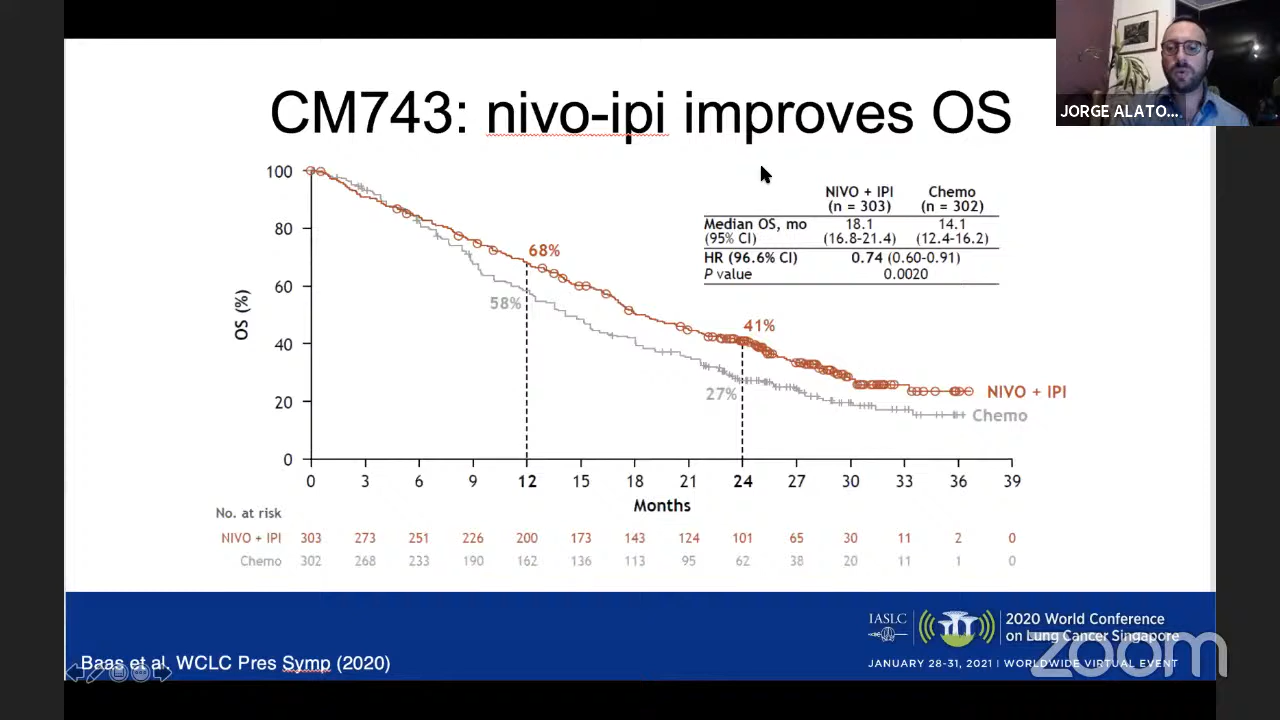 CM743: nivo-ipi improves OS
JORGE ALATO...
NIVO + IPI
(n = 303)
Chemo
(n = 302)
Median OS, mo
(95% CI)
18.1
(16.8-21.4)
14.1
(12.4-16.2)
HR (96.6% CI)
0.74 (0.60-0.91)
P value
0.0020
OS (%)
100
80
60
40
20
0
68%
58%
41%
27%
NIVO + IPI
Chemo
0 3 6 9 12 15 18 21 24 27 30 33 36 39
Months
No. at risk
NIVO + IPI 303 273 251 226 200 173 143 124 101 65 30 11 2 0
Chemo 302 268 233 190 162 136 113 95 62 38 20 11 1 0
Baas et al, WCLC Pres Symp (2020)
IASLC
2020 World Conference
on Lung Cancer Singapore
JANUARY 28-31, 2021 | WORLDWIDE VIRTUAL EVENT
zoom